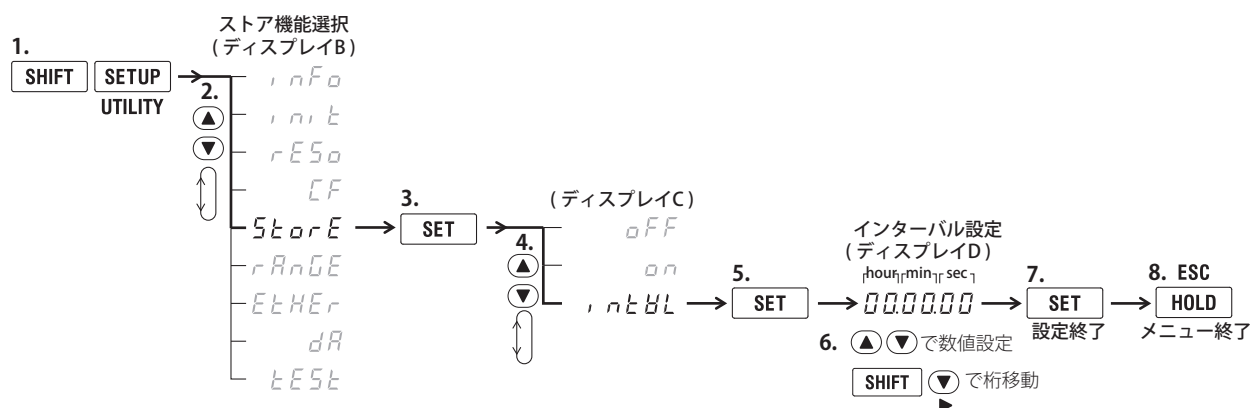 ストア機能選択
(ディスプレイB)
1.
SHIFT SETUP
UTILITY
2.
inFo
init
rESo
CF
StorE
rAnGE
EtHEr
dA
tESt
3.
SET
(ディスプレイC)
4.
oFF
on
intVAL
5.
SET
インターバル設定
(ディスプレイD)
hour min sec
00.00.00
6. ▲ ▼ で数値設定
SHIFT ▼ で桁移動
7.
SET
設定終了
8. ESC
HOLD
メニュー終了